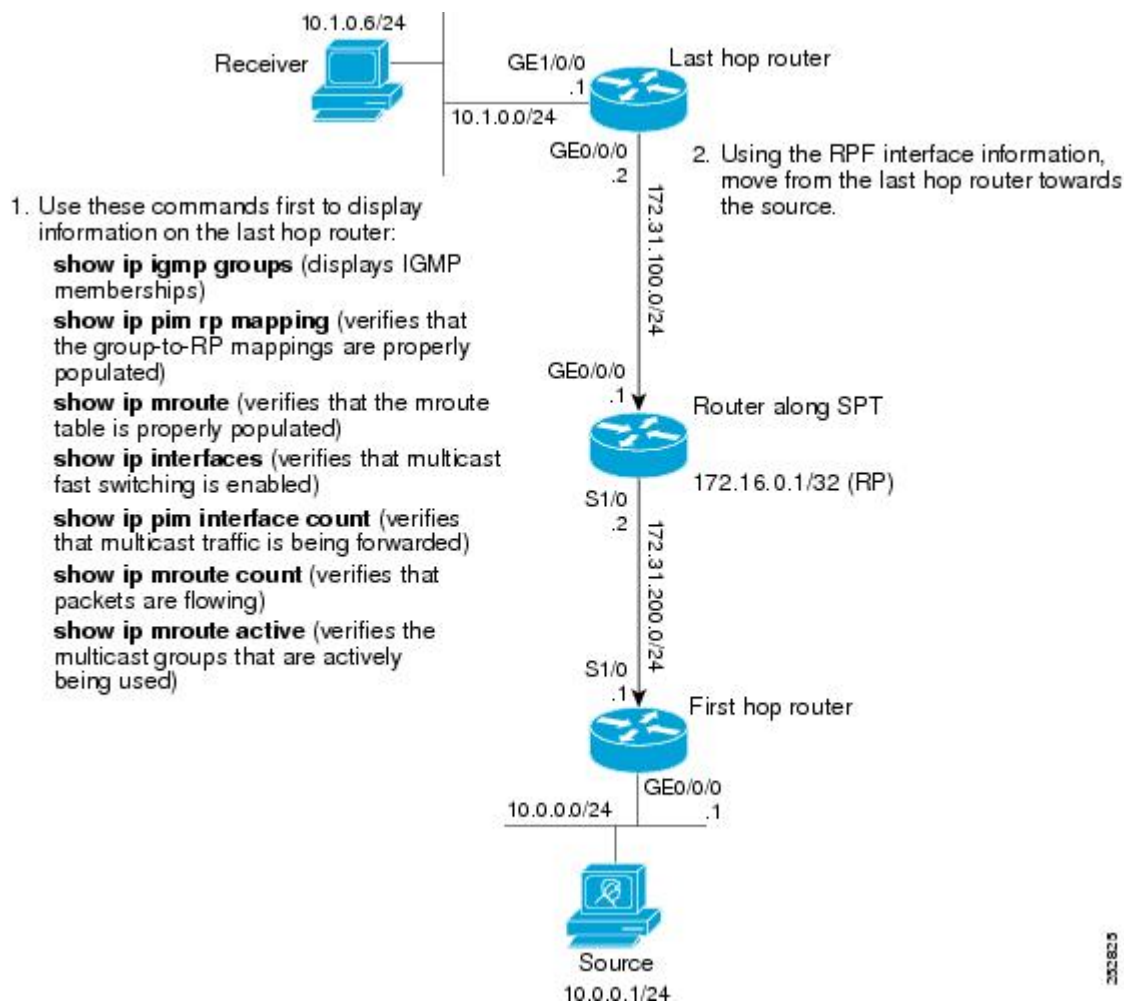 10.1.0.6/24
Receiver
GE1/0/0
.1
Last hop router
10.1.0.0/24
GE0/0/0
.2
2. Using the RPF interface information,
move from the last hop router towards
the source.
172.31.100.0/24
1. Use these commands first to display
information on the last hop router:
show ip igmp groups (displays IGMP
memberships)
show ip pim rp mapping (verifies that
the group-to-RP mappings are properly
populated)
show ip mroute (verifies that the mroute
table is properly populated)
show ip interfaces (verifies that multicast
fast switching is enabled)
show ip pim interface count (verifies
that multicast traffic is being forwarded)
show ip mroute count (verifies that
packets are flowing)
show ip mroute active (verifies the
multicast groups that are actively
being used)
GE0/0/0
.1
Router along SPT
172.16.0.1/32 (RP)
S1/0
.2
172.31.200.0/24
S1/0
.1
First hop router
GE0/0/0
.1
10.0.0.0/24
Source
10.0.0.1/24
252825